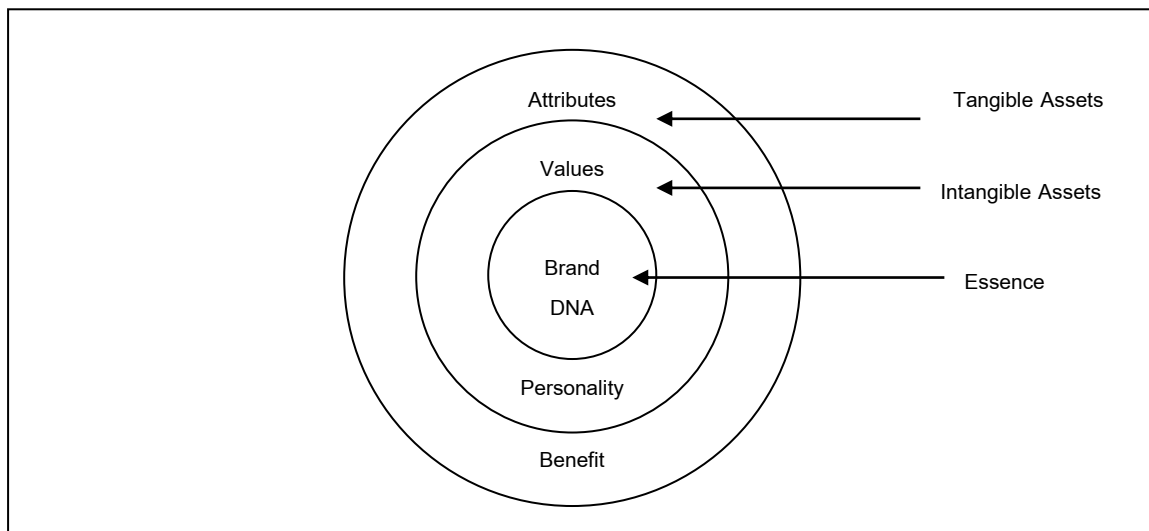 Attributes
Tangible Assets
Values
Intangible Assets
Brand
DNA
Essence
Personality
Benefit